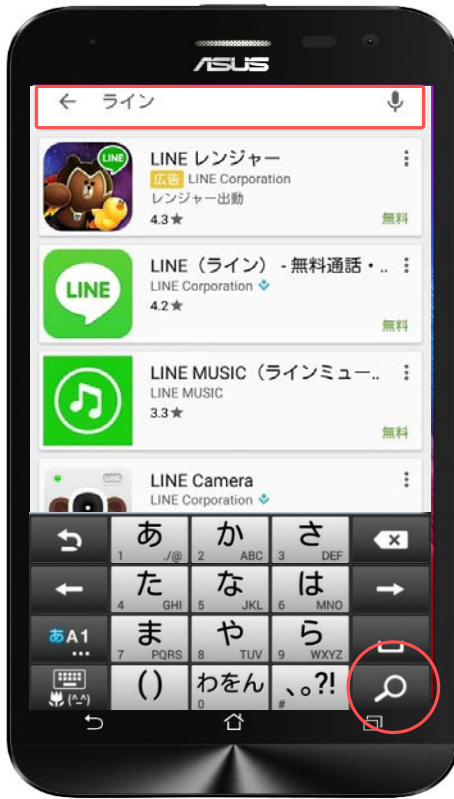 ASUS
ライン
LINE
LINE レンジャー
広告 LINE Corporation
レンジャー出動
4.3★
無料
LINE
LINE（ライン） - 無料通話・..
LINE Corporation
4.2★
無料
LINE MUSIC（ラインミュー..
LINE MUSIC
3.3★
無料
LINE Camera
LINE Corporation
あ か さ
1 ./@ 2 ABC 3 DEF
た な は
4 GHI 5 JKL 6 MNO
あA1 ま や ら
... 7 PQRS 8 TUV 9 WXYZ
() わをん 、。?!
(^_^) 0 #